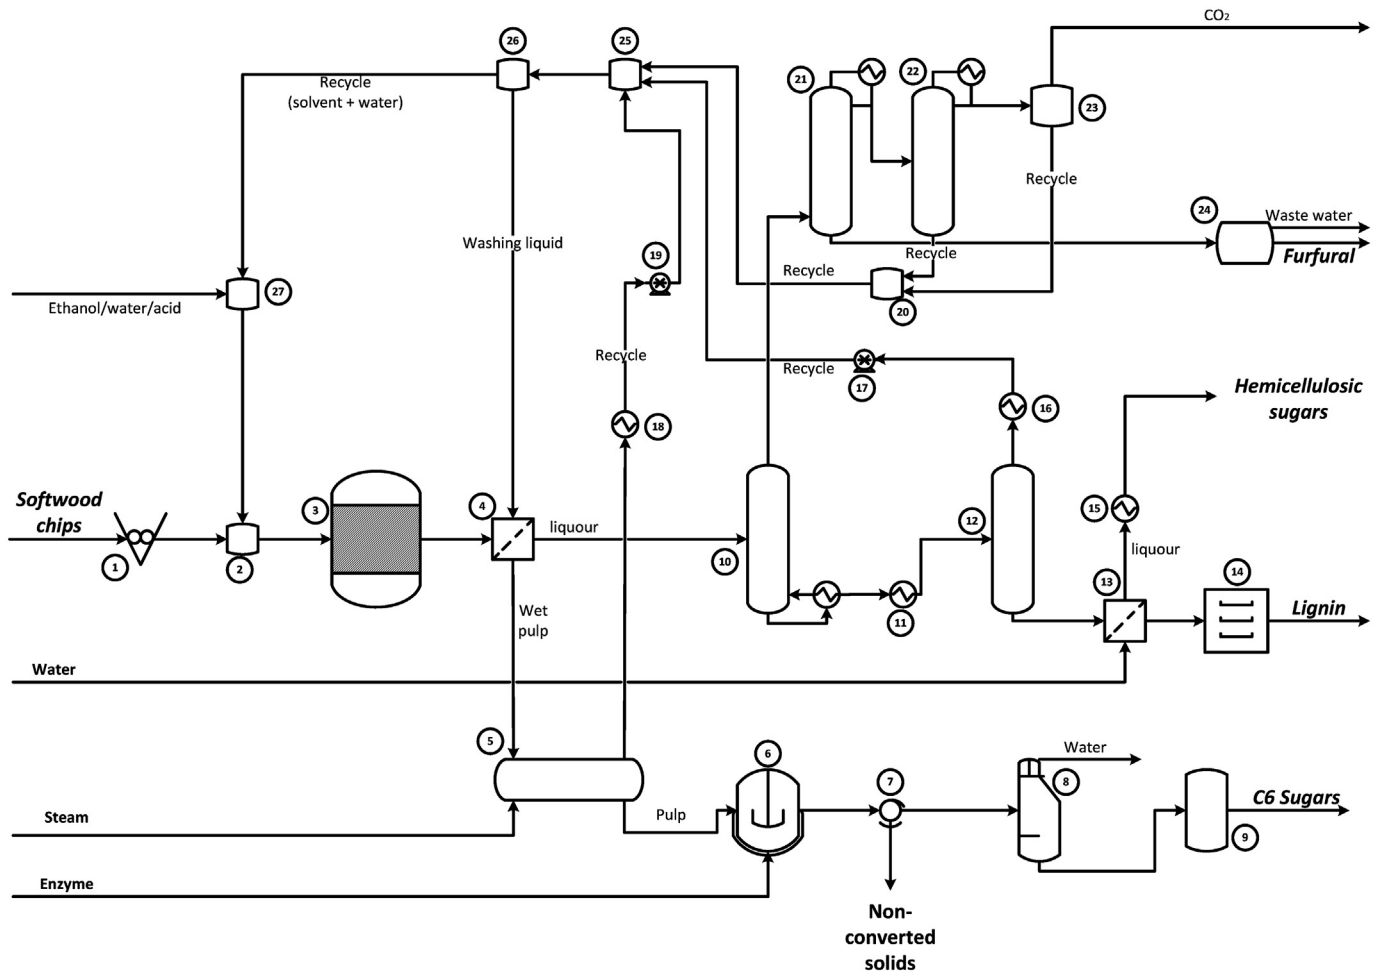 CO₂
26
25
21
22
23
Recycle
(solvent + water)
Recycle
24
Waste water
Furfural
Washing liquid
19
Recycle
Recycle
20
27
Ethanol/water/acid
Recycle
Recycle
17
18
16
Hemicellulosic
sugars
Softwood
chips
1
2
3
4
liquour
10
11
12
15
liquour
13
14
Lignin
Wet
pulp
Water
5
6
7
8
Water
9
C6 Sugars
Steam
Pulp
Enzyme
Non-
converted
solids